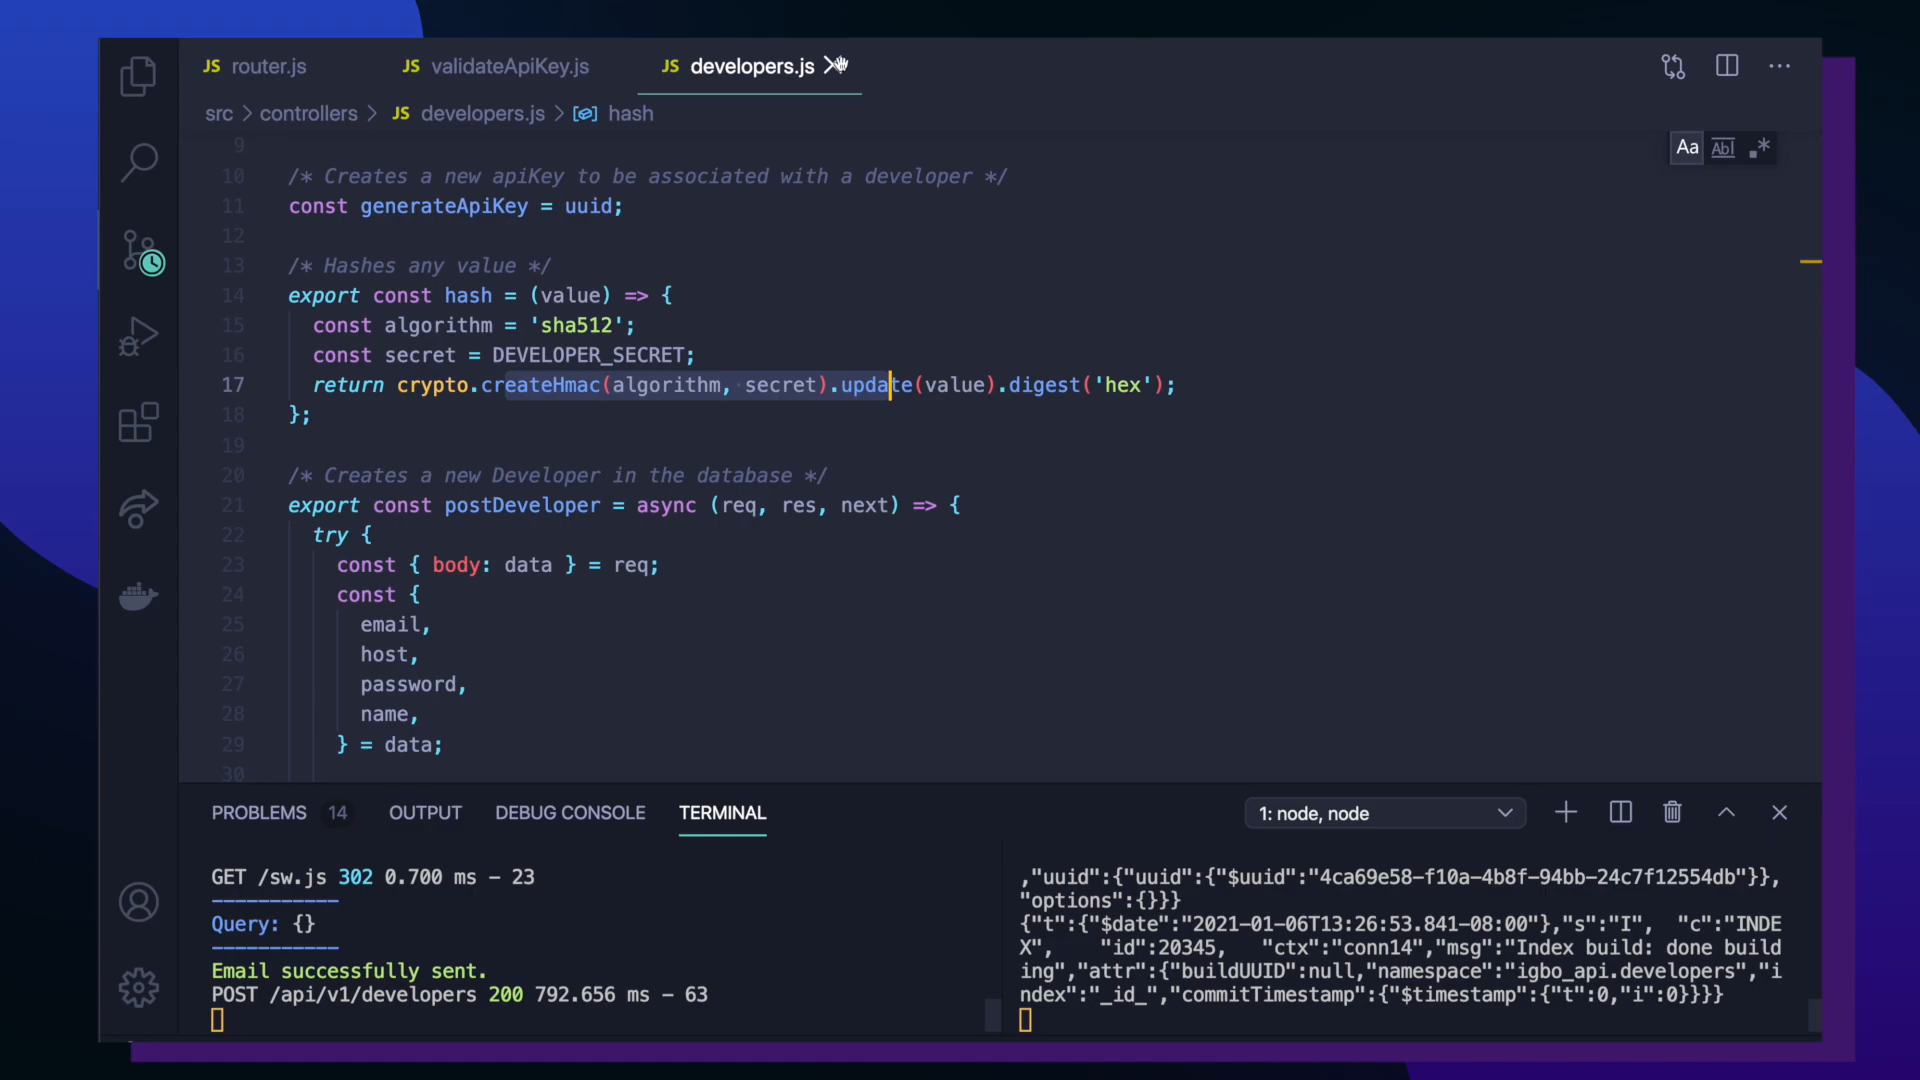 JS router.js
JS validateApiKey.js
JS developers.js
src > controllers > JS developers.js > hash
Aa Abl .*
9
10 /* Creates a new apiKey to be associated with a developer */
11 const generateApiKey = uuid;
12
13 /* Hashes any value */
14 export const hash = (value) => {
15 const algorithm = 'sha512';
16 const secret = DEVELOPER_SECRET;
17 return crypto.createHmac(algorithm, secret).update(value).digest('hex');
18 };
19
20 /* Creates a new Developer in the database */
21 export const postDeveloper = async (req, res, next) => {
22 try {
23 const { body: data } = req;
24 const {
25 email,
26 host,
27 password,
28 name,
29 } = data;
30
PROBLEMS 14 OUTPUT DEBUG CONSOLE TERMINAL
1: node, node
GET /sw.js 302 0.700 ms - 23
-----------
Query: {}
-----------
Email successfully sent.
POST /api/v1/developers 200 792.656 ms - 63
,"uuid":{"uuid":{"$uuid":"4ca69e58-f10a-4b8f-94bb-24c7f12554db"}},
"options":{}}}
{"t":{"$date":"2021-01-06T13:26:53.841-08:00"},"s":"I", "c":"INDE
X", "id":20345, "ctx":"conn14","msg":"Index build: done build
ing","attr":{"buildUUID":null,"namespace":"igbo_api.developers","i
ndex":"_id_","commitTimestamp":{"$timestamp":{"t":0,"i":0}}}}